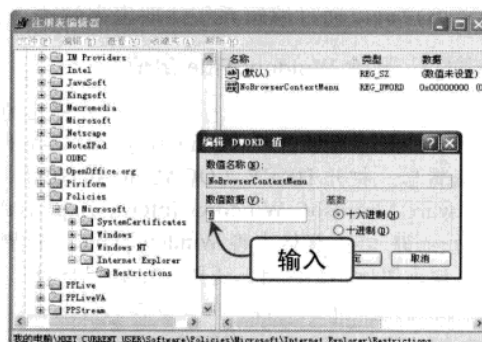 注册表编辑器
文件(F) 编辑(E) 查看(V) 收藏夹(A) 帮助(H)
IM Providers
Intel
JavaSoft
Kingsoft
Macromedia
Microsoft
Netscape
NoteXPad
ODBC
OpenOffice.org
Piriform
Policies
Microsoft
SystemCertificates
Windows
Windows NT
Internet Explorer
Restrictions
PPLive
PPLiveVA
PPStream
名称 类型 数据
(默认) REG_SZ (数值未设置)
NoBrowserContextMenu REG_DWORD 0x00000000 (0
编辑 DWORD 值
数值名称(N):
NoBrowserContextMenu
数值数据(V):
1
基数
十六进制(H)
十进制(D)
输入
定 取消
我的电脑\HKEY_CURRENT_USER\Software\Policies\Microsoft\Internet Explorer\Restrictions